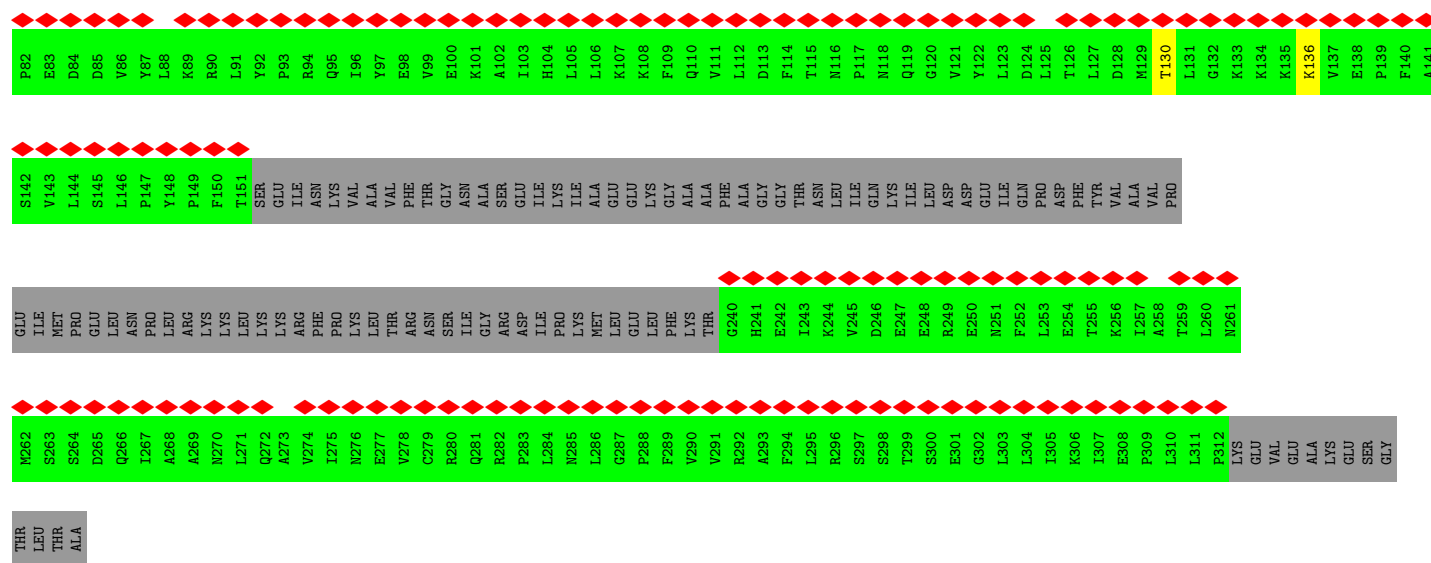 P82 E83 D84 D85 V86 Y87 L88 K89 R90 L91 Y92 P93 R94 Q95 I96 Y97 E98 V99 E100 K101 A102 I103 H104 L105 L106 K107 K108 F109 Q110 V111 L112 D113 F114 T115 N116 P117 N118 Q119 G120 V121 Y122 L123 D124 L125 T126 L127 D128 M129 T130 L131 G132 K133 K134 K135 K136 V137 E138 P139 F140 A141
S142 V143 L144 S145 L146 P147 Y148 P149 F150 T151 SER GLU ILE ASN LYS VAL ALA VAL PHE THR GLY ASN ALA SER GLU ILE LYS ILE ALA GLU GLU LYS GLY ALA ALA PHE ALA GLY GLY THR ASN LEU ILE GLN LYS ILE LEU ASP ASP GLU ILE GLN PRO ASP PHE TYR VAL ALA VAL PRO
GLU ILE MET PRO GLU LEU ASN PRO LEU ARG LYS LYS LEU LYS LYS ARG PHE PRO LYS LEU THR ARG ASN SER ILE GLY ARG ASP ILE PRO LYS MET LEU GLU LEU PHE LYS THR G240 H241 E242 I243 K244 V245 D246 E247 E248 R249 E250 N251 F252 L253 E254 T255 K256 I257 A258 T259 L260 N261
M262 S263 S264 D265 Q266 I267 A268 A269 N270 L271 Q272 A273 V274 I275 N276 E277 V278 C279 R280 Q281 R282 P283 L284 N285 L286 G287 P288 F289 V290 V291 R292 A293 F294 L295 R296 S297 S298 T299 S300 E301 G302 L303 L304 I305 K306 I307 E308 P309 L310 L311 P312 LYS GLU VAL GLU ALA LYS GLU SER GLY
THR LEU THR ALA